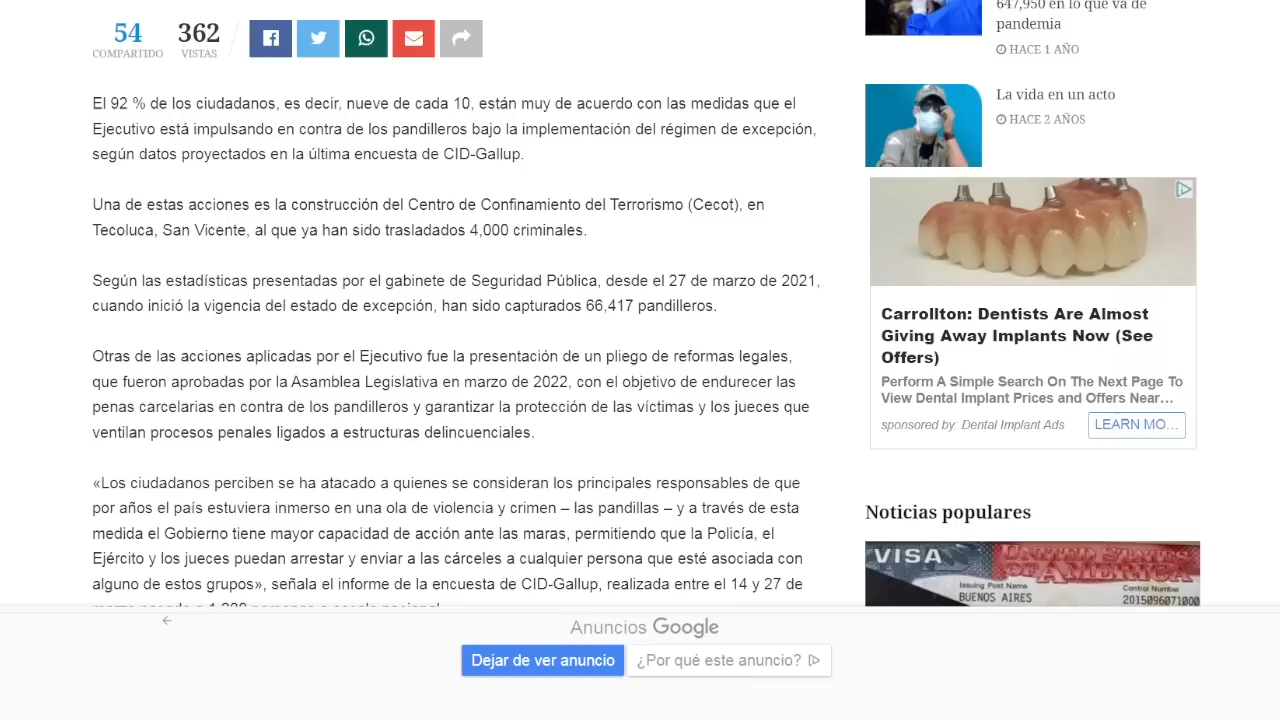 54
COMPARTIDO
362
VISTAS
El 92 % de los ciudadanos, es decir, nueve de cada 10, están muy de acuerdo con las medidas que el
Ejecutivo está impulsando en contra de los pandilleros bajo la implementación del régimen de excepción,
según datos proyectados en la última encuesta de CID-Gallup.
Una de estas acciones es la construcción del Centro de Confinamiento del Terrorismo (Cecot), en
Tecoluca, San Vicente, al que ya han sido trasladados 4,000 criminales.
Según las estadísticas presentadas por el gabinete de Seguridad Pública, desde el 27 de marzo de 2021,
cuando inició la vigencia del estado de excepción, han sido capturados 66,417 pandilleros.
Otras de las acciones aplicadas por el Ejecutivo fue la presentación de un pliego de reformas legales,
que fueron aprobadas por la Asamblea Legislativa en marzo de 2022, con el objetivo de endurecer las
penas carcelarias en contra de los pandilleros y garantizar la protección de las víctimas y los jueces que
ventilan procesos penales ligados a estructuras delincuenciales.
«Los ciudadanos perciben se ha atacado a quienes se consideran los principales responsables de que
por años el país estuviera inmerso en una ola de violencia y crimen – las pandillas – y a través de esta
medida el Gobierno tiene mayor capacidad de acción ante las maras, permitiendo que la Policía, el
Ejército y los jueces puedan arrestar y enviar a las cárceles a cualquier persona que esté asociada con
alguno de estos grupos», señala el informe de la encuesta de CID-Gallup, realizada entre el 14 y 27 de
647,950 en lo que va de
pandemia
HACE 1 AÑO
La vida en un acto
HACE 2 AÑOS
Carrollton: Dentists Are Almost
Giving Away Implants Now (See
Offers)
Perform A Simple Search On The Next Page To
View Dental Implant Prices and Offers Near…
sponsored by: Dental Implant Ads
LEARN MO…
Noticias populares
VISA
UNITED STATES
OF AMERICA
Issuing Post Name
BUENOS AIRES
Control Number
2015096071000
Anuncios Google
Dejar de ver anuncio
¿Por qué este anuncio?